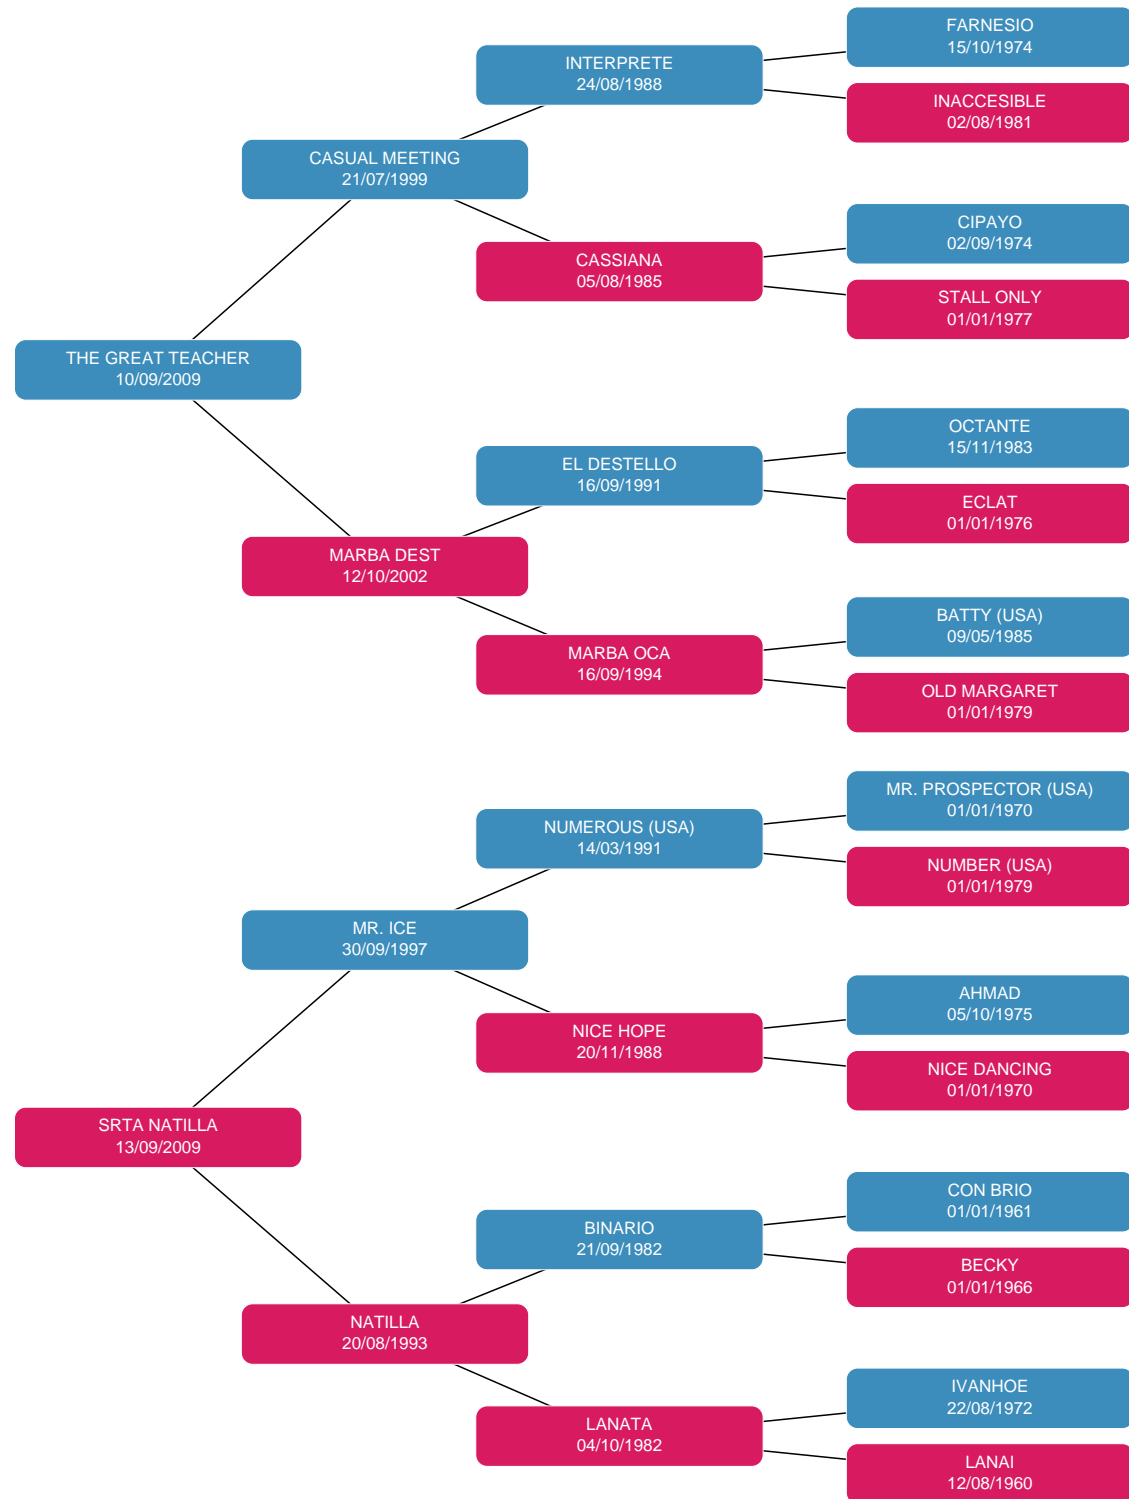 FARNESIO
15/10/1974
INTERPRETE
24/08/1988
INACCESIBLE
02/08/1981
CASUAL MEETING
21/07/1999
CIPAYO
02/09/1974
CASSIANA
05/08/1985
STALL ONLY
01/01/1977
THE GREAT TEACHER
10/09/2009
OCTANTE
15/11/1983
EL DESTELLO
16/09/1991
ECLAT
01/01/1976
MARBA DEST
12/10/2002
BATTY (USA)
09/05/1985
MARBA OCA
16/09/1994
OLD MARGARET
01/01/1979
MR. PROSPECTOR (USA)
01/01/1970
NUMEROUS (USA)
14/03/1991
NUMBER (USA)
01/01/1979
MR. ICE
30/09/1997
AHMAD
05/10/1975
NICE HOPE
20/11/1988
NICE DANCING
01/01/1970
SRTA NATILLA
13/09/2009
CON BRIO
01/01/1961
BINARIO
21/09/1982
BECKY
01/01/1966
NATILLA
20/08/1993
IVANHOE
22/08/1972
LANATA
04/10/1982
LANAI
12/08/1960